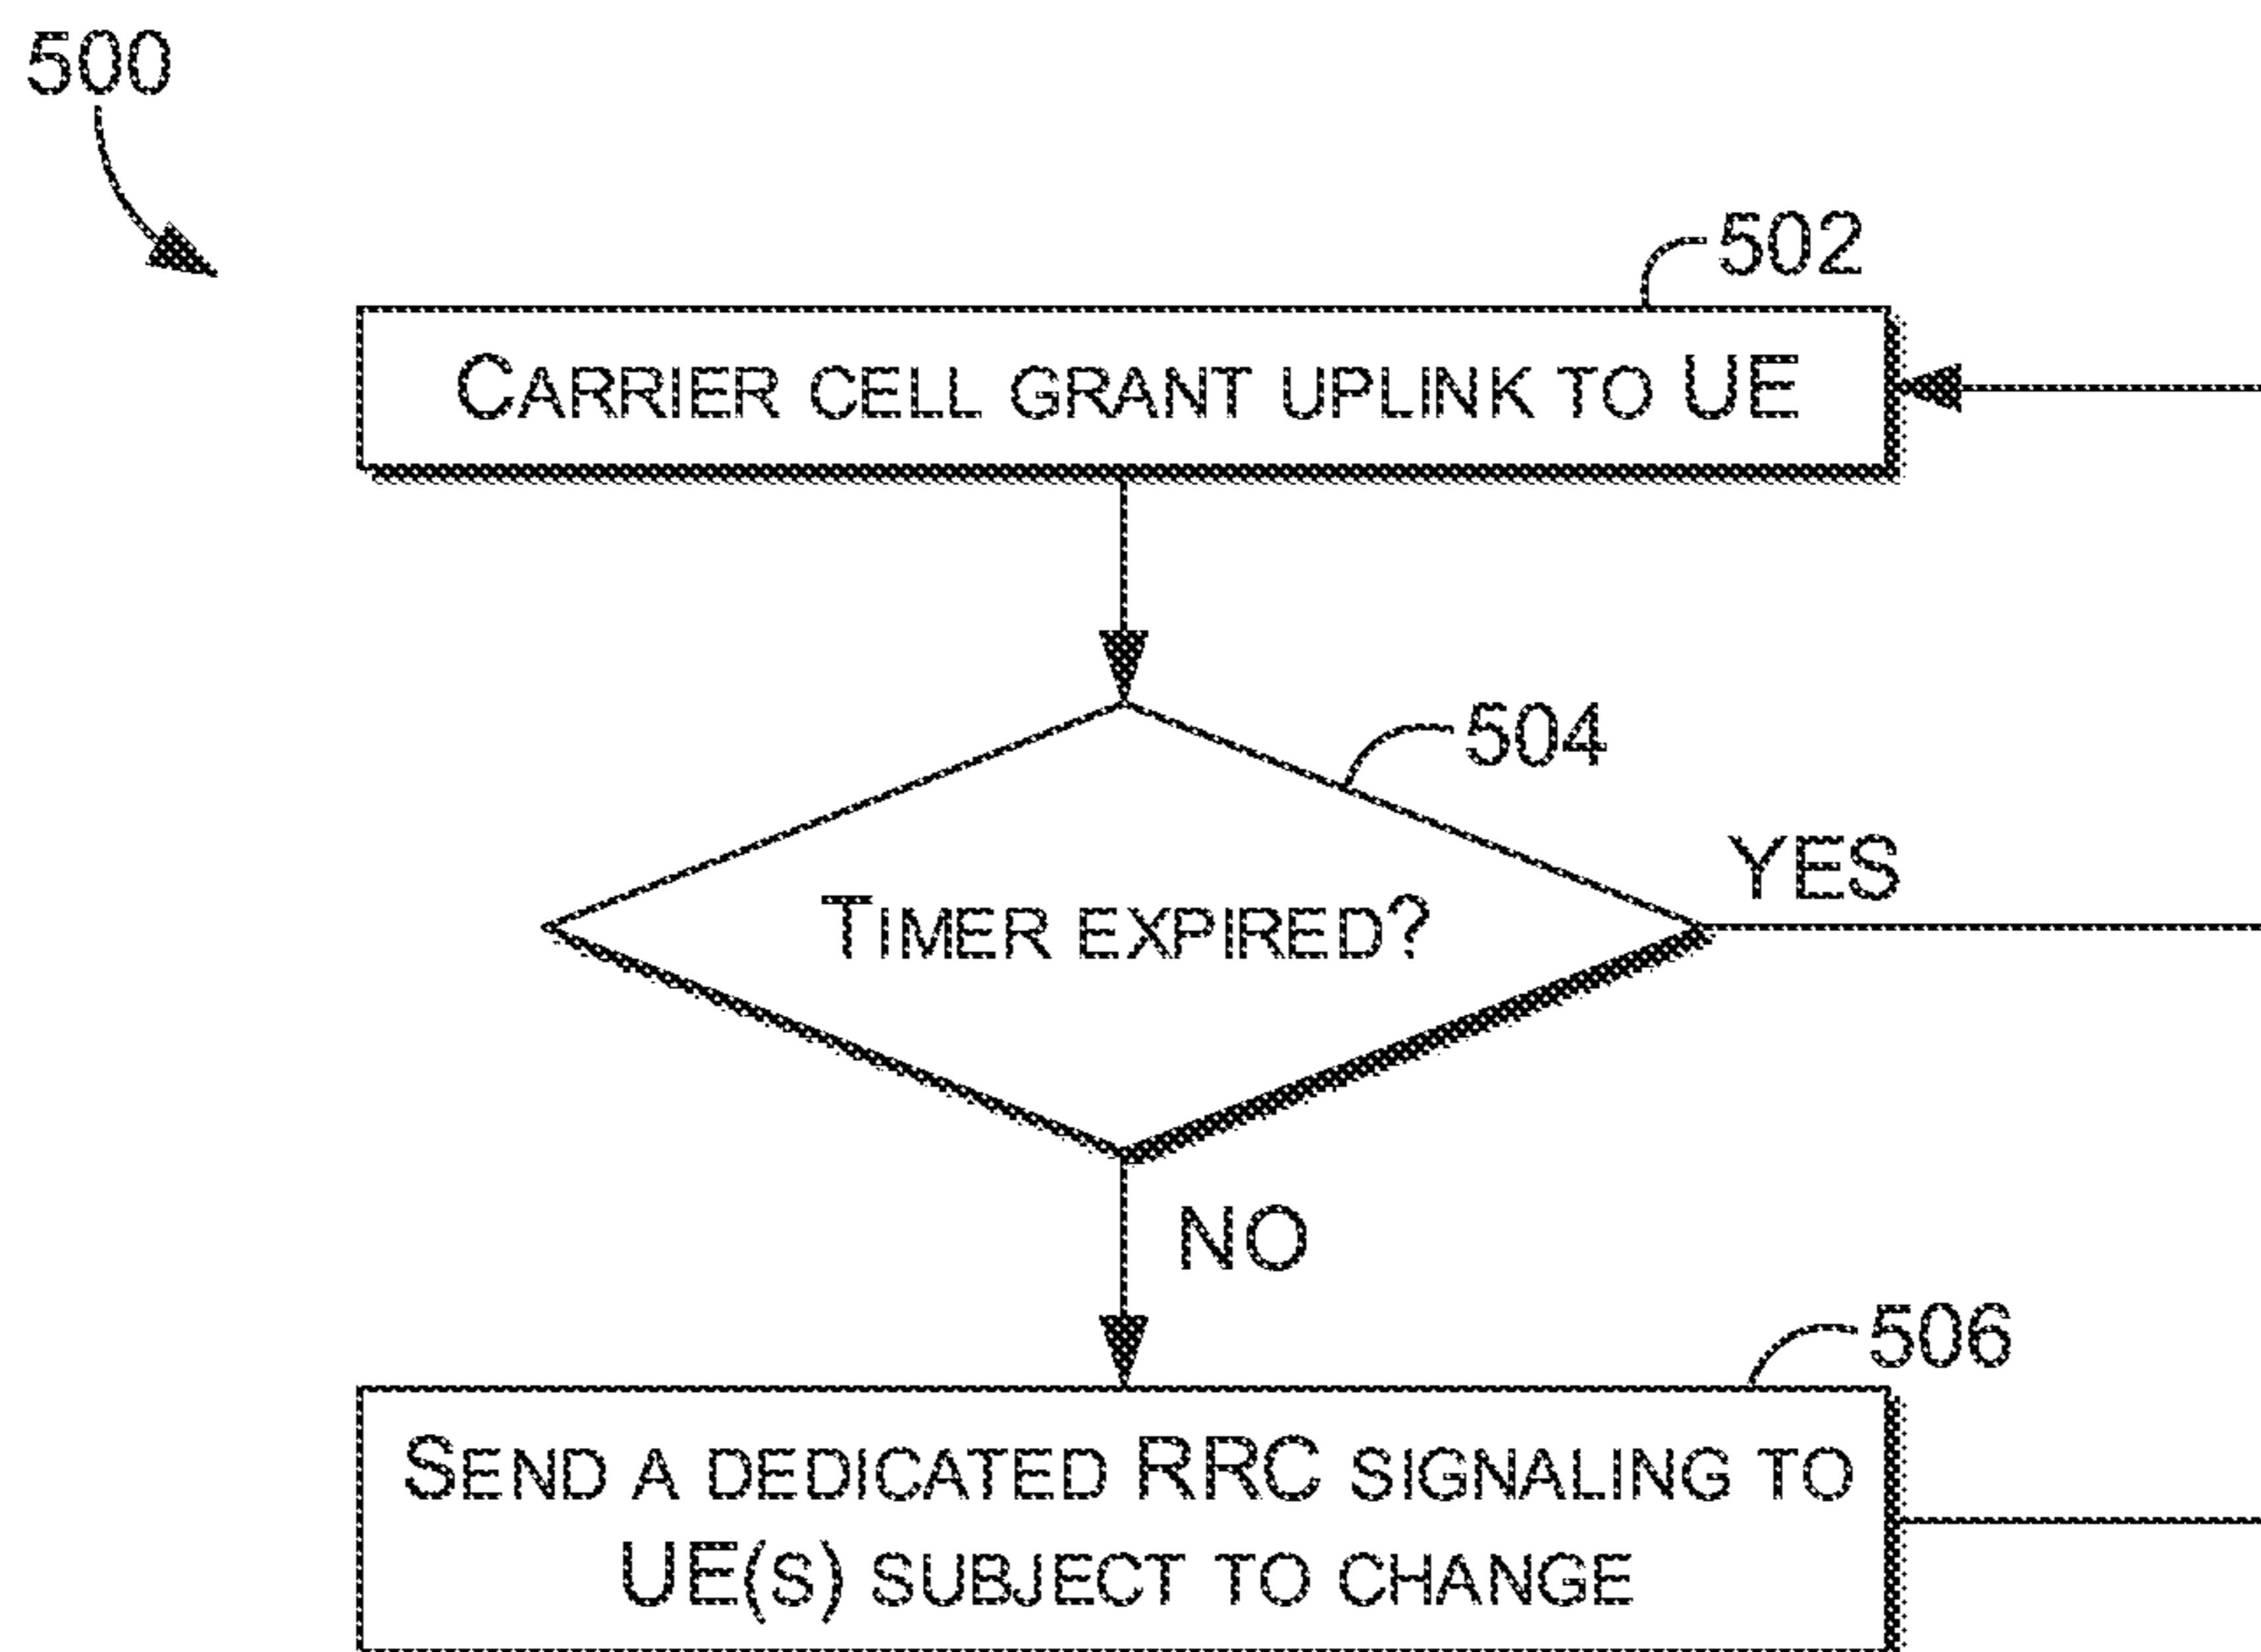 500
502
CARRIER CELL GRANT UPLINK TO UE
504
YES
TIMER EXPIRED?
NO
506
SEND A DEDICATED RRC SIGNALING TO
UE(S) SUBJECT TO CHANGE